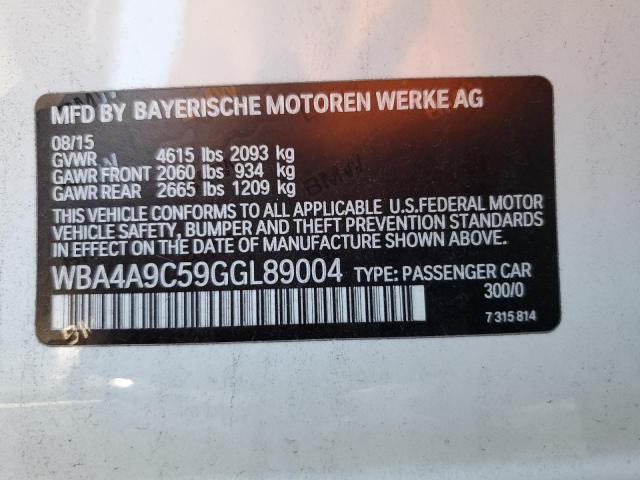 MFD BY BAYERISCHE MOTOREN WERKE AG
08/15
GVWR 4615 lbs 2093 kg
GAWR FRONT 2060 lbs 934 kg
GAWR REAR 2665 lbs 1209 kg
THIS VEHICLE CONFORMS TO ALL APPLICABLE U.S.FEDERAL MOTOR
VEHICLE SAFETY, BUMPER AND THEFT PREVENTION STANDARDS
IN EFFECT ON THE DATE OF MANUFACTURE SHOWN ABOVE.
WBA4A9C59GGL89004 TYPE: PASSENGER CAR
300/0
7 315 814
BMW